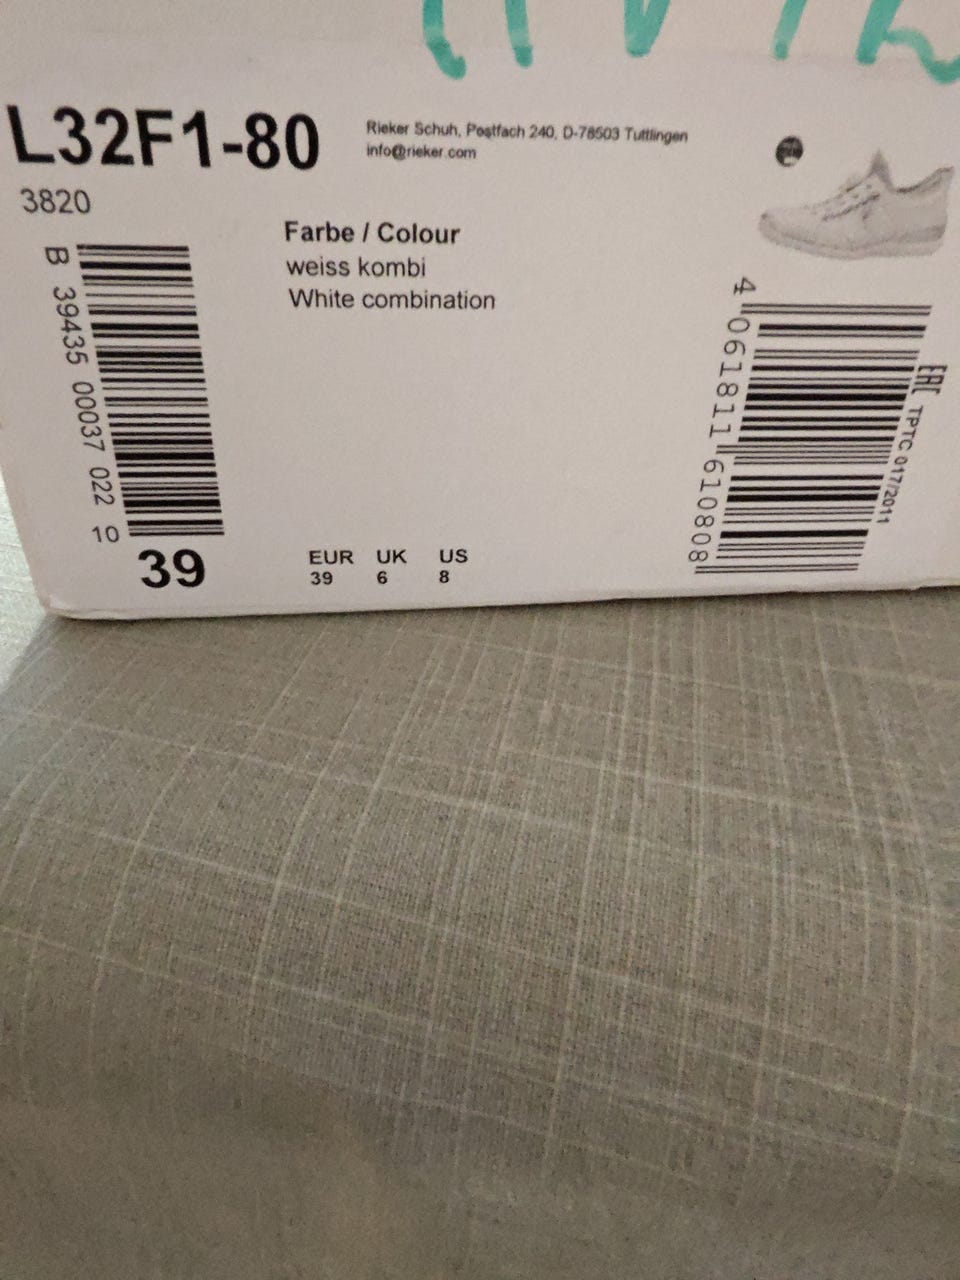 L32F1-80
Rieker Schuh, Postfach 240, D-78503 Tuttlingen
info@rieker.com
3820
Farbe / Colour
weiss kombi
White combination
B 39435 00037 022 10
39
EUR UK US
39 6 8
4 061811 610808
EAC TPTC 017/2011